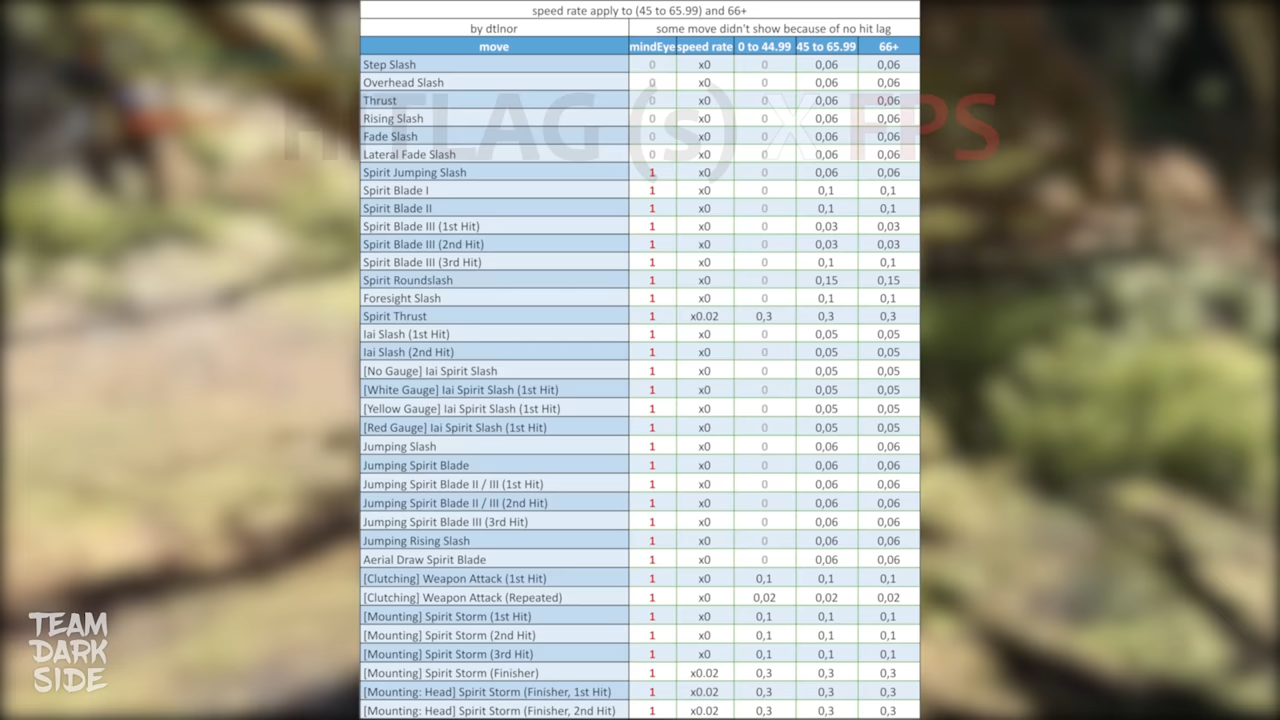 speed rate apply to (45 to 65.99) and 66+
by dtlnor some move didn't show because of no hit lag
move mindEye speed rate 0 to 44.99 45 to 65.99 66+
Step Slash 0 x0 0 0,06 0,06
Overhead Slash 0 x0 0 0,06 0,06
Thrust 0 x0 0 0,06 0,06
Rising Slash 0 x0 0 0,06 0,06
HITLAG (s) X FPS
Fade Slash 0 x0 0 0,06 0,06
Lateral Fade Slash 0 x0 0 0,06 0,06
Spirit Jumping Slash 1 x0 0 0,06 0,06
Spirit Blade I 1 x0 0 0,1 0,1
Spirit Blade II 1 x0 0 0,1 0,1
Spirit Blade III (1st Hit) 1 x0 0 0,03 0,03
Spirit Blade III (2nd Hit) 1 x0 0 0,03 0,03
Spirit Blade III (3rd Hit) 1 x0 0 0,1 0,1
Spirit Roundslash 1 x0 0 0,15 0,15
Foresight Slash 1 x0 0 0,1 0,1
Spirit Thrust 1 x0.02 0,3 0,3 0,3
Iai Slash (1st Hit) 1 x0 0 0,05 0,05
Iai Slash (2nd Hit) 1 x0 0 0,05 0,05
[No Gauge] Iai Spirit Slash 1 x0 0 0,05 0,05
[White Gauge] Iai Spirit Slash (1st Hit) 1 x0 0 0,05 0,05
[Yellow Gauge] Iai Spirit Slash (1st Hit) 1 x0 0 0,05 0,05
[Red Gauge] Iai Spirit Slash (1st Hit) 1 x0 0 0,05 0,05
Jumping Slash 1 x0 0 0,06 0,06
Jumping Spirit Blade 1 x0 0 0,06 0,06
Jumping Spirit Blade II / III (1st Hit) 1 x0 0 0,06 0,06
Jumping Spirit Blade II / III (2nd Hit) 1 x0 0 0,06 0,06
Jumping Spirit Blade III (3rd Hit) 1 x0 0 0,06 0,06
Jumping Rising Slash 1 x0 0 0,06 0,06
Aerial Draw Spirit Blade 1 x0 0 0,06 0,06
[Clutching] Weapon Attack (1st Hit) 1 x0 0,1 0,1 0,1
[Clutching] Weapon Attack (Repeated) 1 x0 0,02 0,02 0,02
[Mounting] Spirit Storm (1st Hit) 1 x0 0,1 0,1 0,1
[Mounting] Spirit Storm (2nd Hit) 1 x0 0,1 0,1 0,1
[Mounting] Spirit Storm (3rd Hit) 1 x0 0,1 0,1 0,1
[Mounting] Spirit Storm (Finisher) 1 x0.02 0,3 0,3 0,3
[Mounting: Head] Spirit Storm (Finisher, 1st Hit) 1 x0.02 0,3 0,3 0,3
[Mounting: Head] Spirit Storm (Finisher, 2nd Hit) 1 x0.02 0,3 0,3 0,3
TEAM
DARK
SIDE